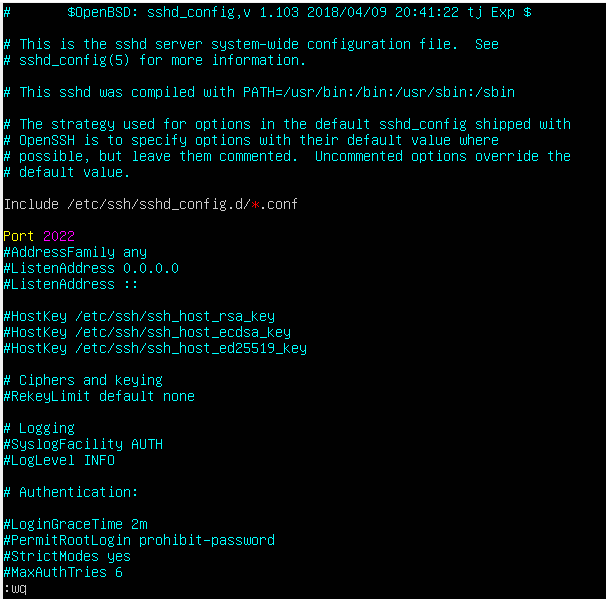 #       $OpenBSD: sshd_config,v 1.103 2018/04/09 20:41:22 tj Exp $
# This is the sshd server system-wide configuration file.  See
# sshd_config(5) for more information.
# This sshd was compiled with PATH=/usr/bin:/bin:/usr/sbin:/sbin
# The strategy used for options in the default sshd_config shipped with
# OpenSSH is to specify options with their default value where
# possible, but leave them commented.  Uncommented options override the
# default value.
Include /etc/ssh/sshd_config.d/*.conf
Port 2022
#AddressFamily any
#ListenAddress 0.0.0.0
#ListenAddress ::
#HostKey /etc/ssh/ssh_host_rsa_key
#HostKey /etc/ssh/ssh_host_ecdsa_key
#HostKey /etc/ssh/ssh_host_ed25519_key
# Ciphers and keying
#RekeyLimit default none
# Logging
#SyslogFacility AUTH
#LogLevel INFO
# Authentication:
#LoginGraceTime 2m
#PermitRootLogin prohibit-password
#StrictModes yes
#MaxAuthTries 6
:wq